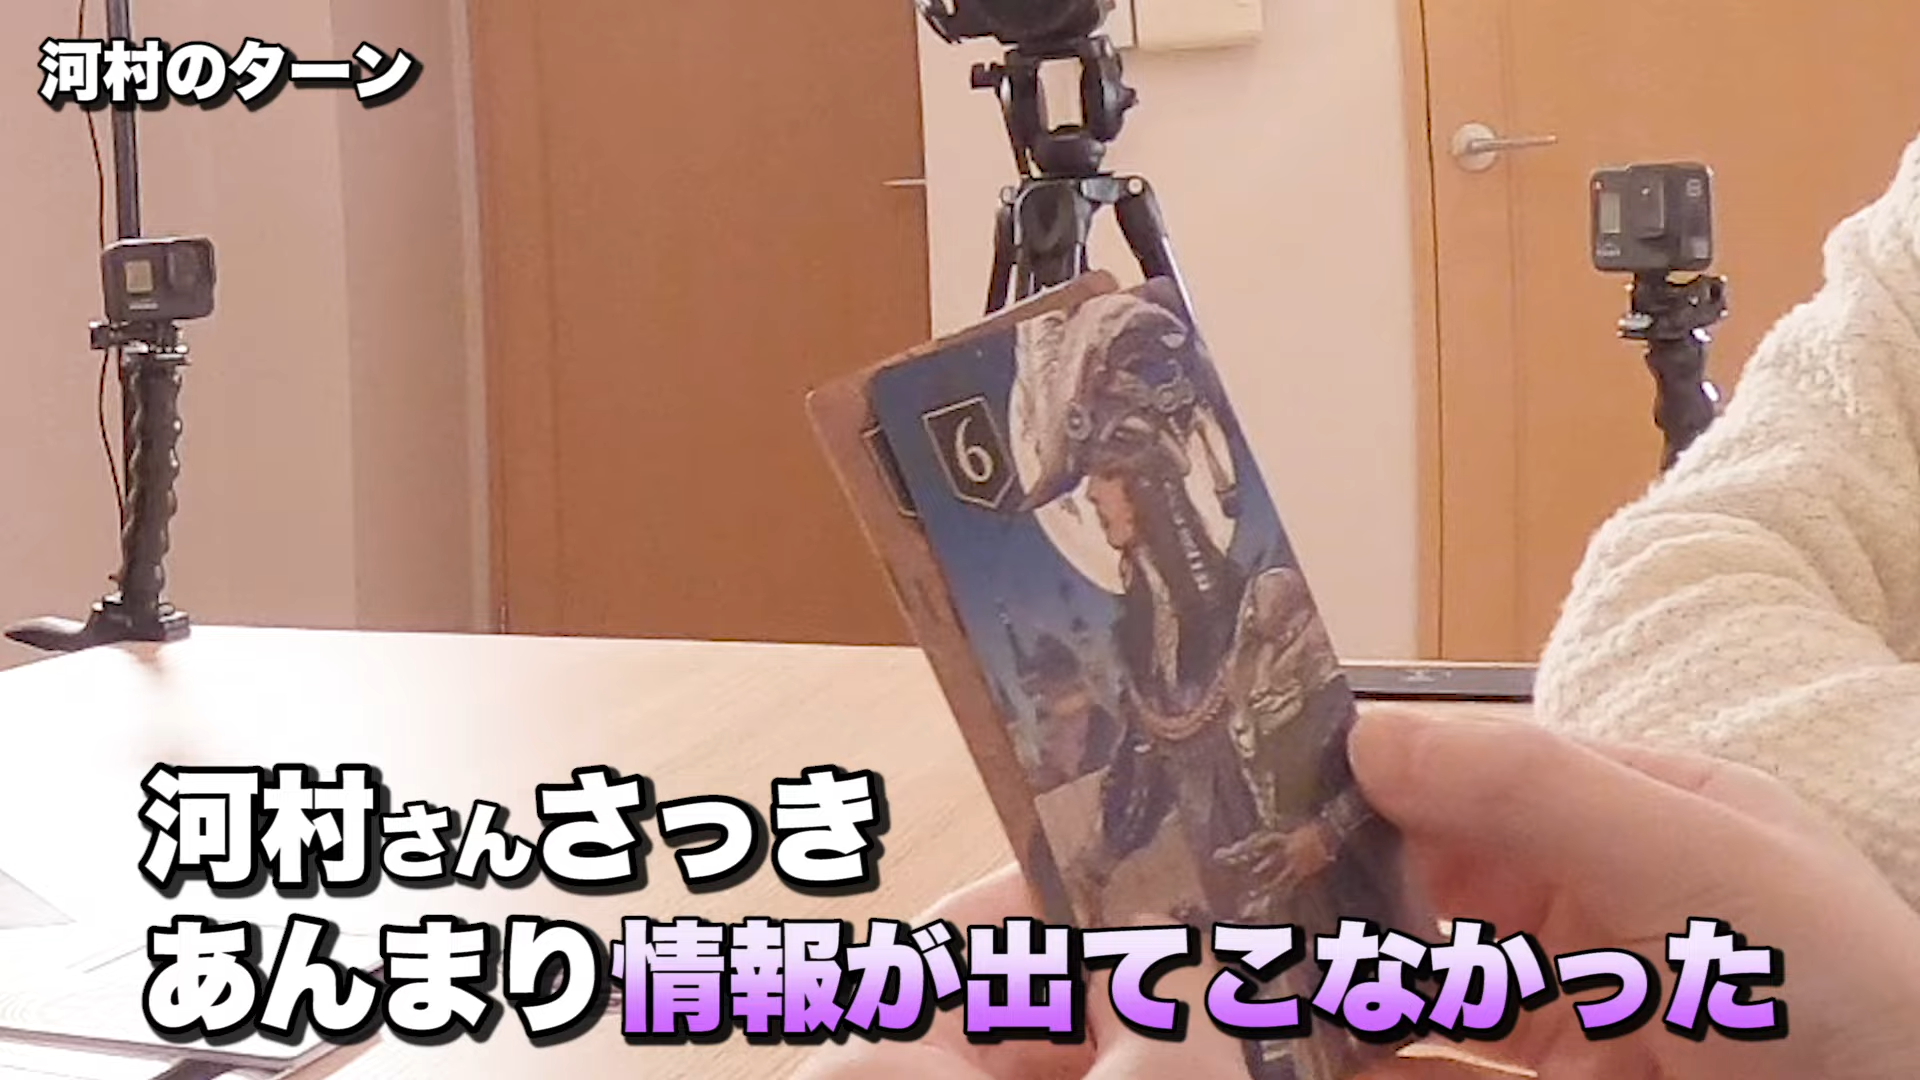 河村のターン
6
河村さんさっき
あんまり情報が出てこなかった